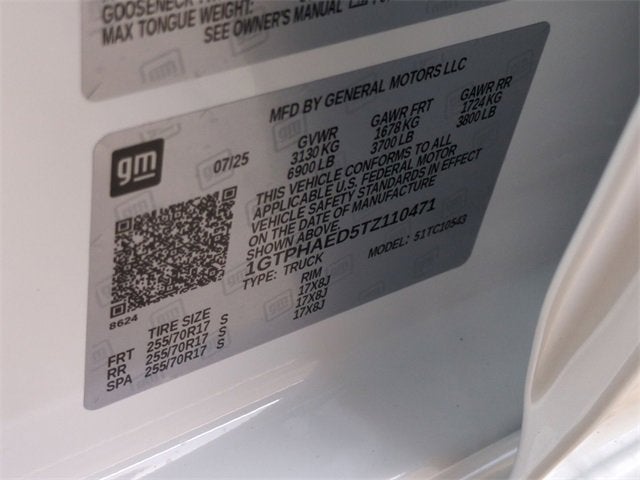 GOOSENECK
MAX TONGUE WEIGHT:
SEE OWNER'S MANUAL
MFD BY GENERAL MOTORS LLC
gm
07/25
GVWR GAWR FRT GAWR RR
3130 KG 1678 KG 1724 KG
6900 LB 3700 LB 3800 LB
THIS VEHICLE CONFORMS TO ALL
APPLICABLE U.S. FEDERAL MOTOR
VEHICLE SAFETY STANDARDS IN EFFECT
ON THE DATE OF MANUFACTURE
SHOWN ABOVE.
1GTPHAED5TZ110471
TYPE: TRUCK MODEL: 51TC10543
8624
TIRE SIZE RIM
FRT 255/70R17 S 17X8J
RR 255/70R17 S 17X8J
SPA 255/70R17 S 17X8J